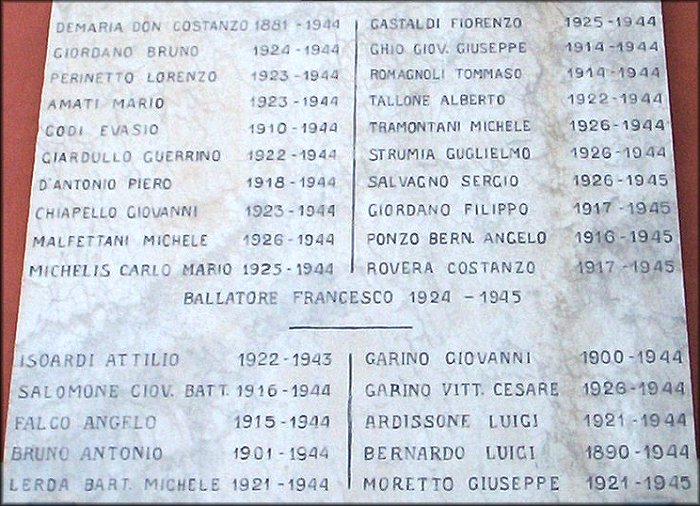 DEMARIA DON COSTANZO 1881 - 1944
GIORDANO BRUNO 1924 - 1944
PERINETTO LORENZO 1923 - 1944
AMATI MARIO 1923 - 1944
GODI EVASIO 1910 - 1944
CIARDULLO GUERRINO 1922 - 1944
D'ANTONIO PIERO 1918 - 1944
CHIAPELLO GIOVANNI 1923 - 1944
MALFETTANI MICHELE 1926 - 1944
MICHELIS CARLO MARIO 1925 - 1944
GASTALDI FIORENZO 1925 - 1944
GHIO GIOV. GIUSEPPE 1914 - 1944
ROMAGNOLI TOMMASO 1914 - 1944
TALLONE ALBERTO 1922 - 1944
TRAMONTANI MICHELE 1926 - 1944
STRUMIA GUGLIELMO 1926 - 1944
SALVAGNO SERGIO 1926 - 1945
GIORDANO FILIPPO 1917 - 1945
PONZO BERN. ANGELO 1916 - 1945
ROVERA COSTANZO 1917 - 1945
BALLATORE FRANCESCO 1924 - 1945
ISOARDI ATTILIO 1922 - 1943
SALOMONE GIOV. BATT. 1916 - 1944
FALCO ANGELO 1915 - 1944
BRUNO ANTONIO 1901 - 1944
LERDA BART. MICHELE 1921 - 1944
GARINO GIOVANNI 1900 - 1944
GARINO VITT. CESARE 1926 - 1944
ARDISSONE LUIGI 1921 - 1944
BERNARDO LUIGI 1890 - 1944
MORETTO GIUSEPPE 1921 - 1945